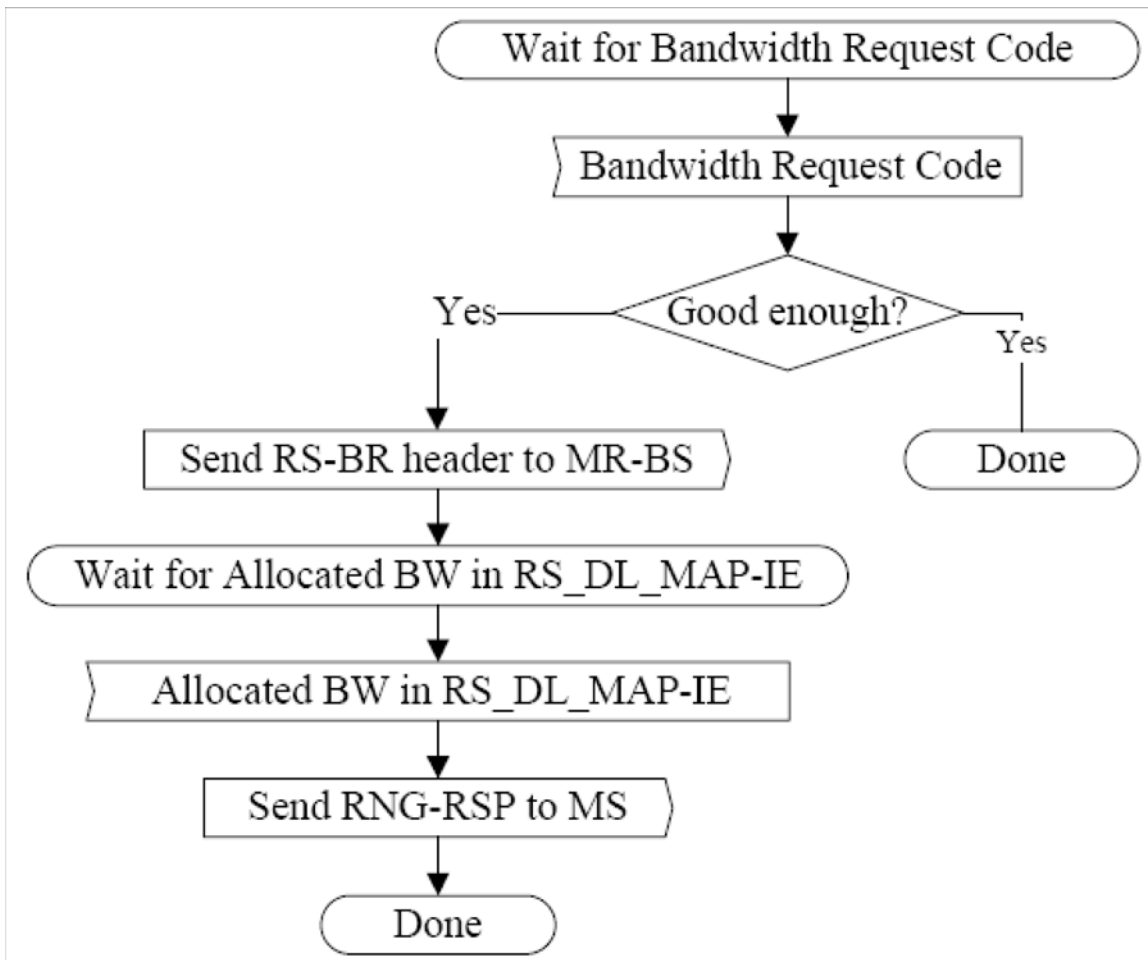 Wait for Bandwidth Request Code
Bandwidth Request Code
Good enough?
Yes
Yes
Send RS-BR header to MR-BS
Done
Wait for Allocated BW in RS_DL_MAP-IE
Allocated BW in RS_DL_MAP-IE
Send RNG-RSP to MS
Done